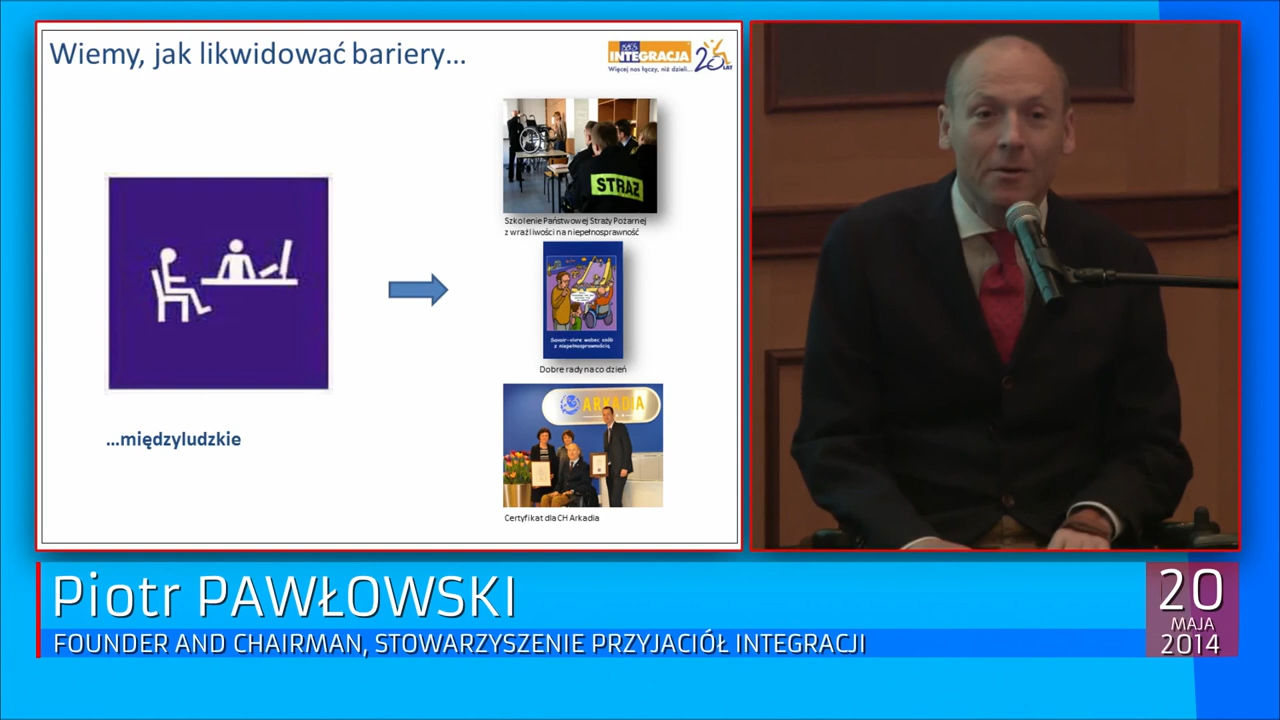 Wiemy, jak likwidować bariery...
INTEGRACJA
Więcej nas łączy, niż dzieli...
20 LAT
STRAŻ
Szkolenie Państwowej Straży Pożarnej
z wrażliwości na niepełnosprawność
Savoir-vivre wobec osób
z niepełnosprawnością
Dobre rady na co dzień
ARKADIA
Certyfikat dla CH Arkadia
...międzyludzkie
Piotr PAWŁOWSKI
FOUNDER AND CHAIRMAN, STOWARZYSZENIE PRZYJACIÓŁ INTEGRACJI
20
MAJA
2014